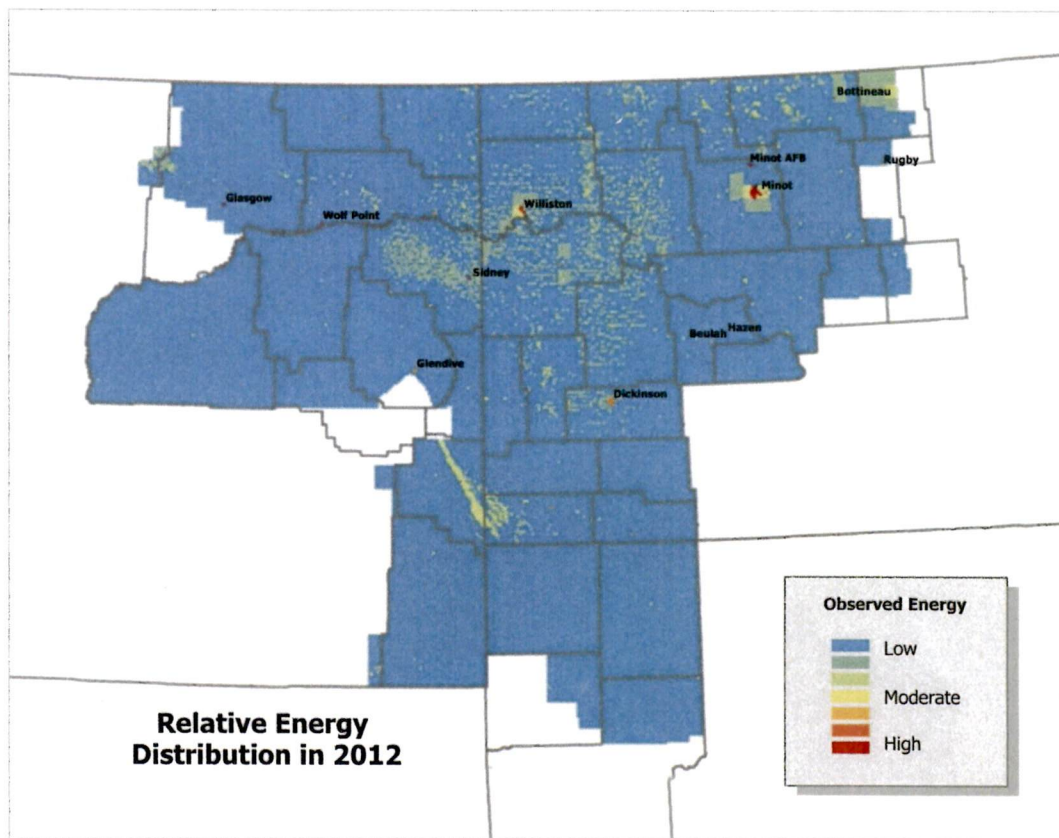 Bottineau
Minot AFB
Rugby
Minot
Glasgow
Williston
Wolf Point
Sidney
Beulah
Hazen
Glendive
Dickinson
Observed Energy
Low
Moderate
High
Relative Energy
Distribution in 2012